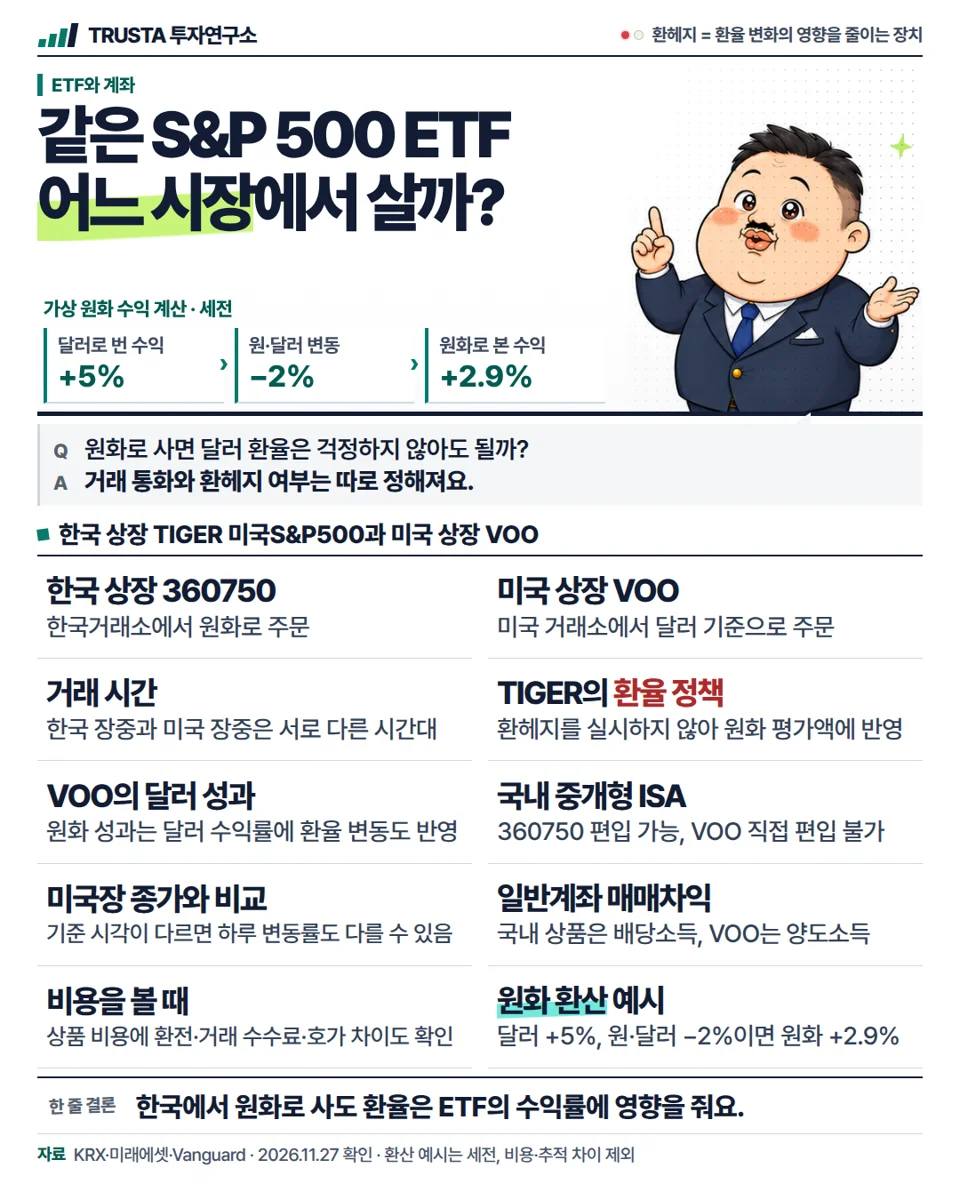 TRUSTA 투자연구소
환헤지 = 환율 변화의 영향을 줄이는 장치
ETF와 계좌
같은 S&P 500 ETF
어느 시장에서 살까?
가상 원화 수익 계산 · 세전
달러로 번 수익
+5%
›
원·달러 변동
−2%
›
원화로 본 수익
+2.9%
Q 원화로 사면 달러 환율은 걱정하지 않아도 될까?
A 거래 통화와 환헤지 여부는 따로 정해져요.
한국 상장 TIGER 미국S&P500과 미국 상장 VOO
한국 상장 360750
한국거래소에서 원화로 주문
미국 상장 VOO
미국 거래소에서 달러 기준으로 주문
거래 시간
한국 장중과 미국 장중은 서로 다른 시간대
TIGER의 환율 정책
환헤지를 실시하지 않아 원화 평가액에 반영
VOO의 달러 성과
원화 성과는 달러 수익률에 환율 변동도 반영
국내 중개형 ISA
360750 편입 가능, VOO 직접 편입 불가
미국장 종가와 비교
기준 시각이 다르면 하루 변동률도 다를 수 있음
일반계좌 매매차익
국내 상품은 배당소득, VOO는 양도소득
비용을 볼 때
상품 비용에 환전·거래 수수료·호가 차이도 확인
원화 환산 예시
달러 +5%, 원·달러 −2%이면 원화 +2.9%
한 줄 결론 한국에서 원화로 사도 환율은 ETF의 수익률에 영향을 줘요.
자료 KRX·미래에셋·Vanguard · 2026.11.27 확인 · 환산 예시는 세전, 비용·추적 차이 제외